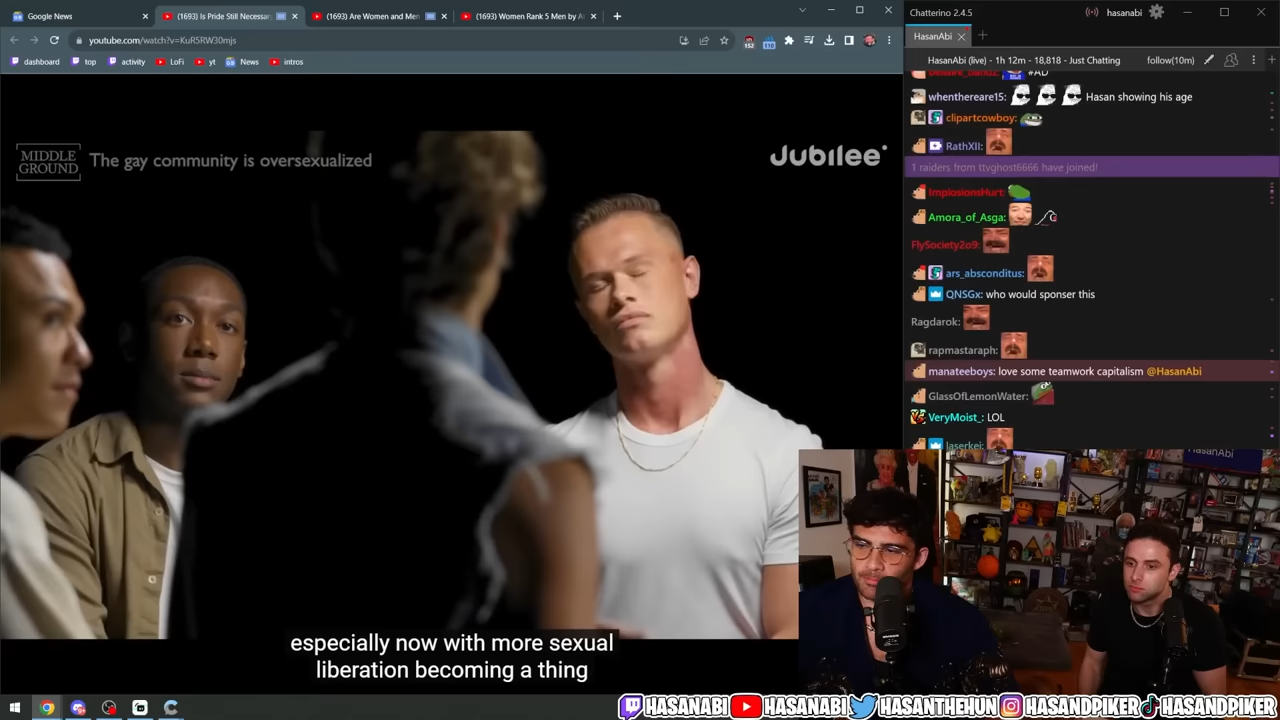 Google News
(1693) Is Pride Still Necessar
(1693) Are Women and Men
(1693) Women Rank 5 Men by A
Chatterino 2.4.5
hasanabi
youtube.com/watch?v=KuR5RW30mjs
HasanAbi
dashboard
top
activity
LoFi
yt
News
intros
HasanAbi (live) - 1h 12m - 18,818 - Just Chatting
follow(10m)
#AD
whenthereare15: Hasan showing his age
clipartcowboy:
RathXII:
1 raiders from ttvghost6666 have joined!
ImplosionsHurt:
Amora_of_Asga:
FlySociety2o9:
ars_absconditus:
QNSGx: who would sponser this
Ragdarok:
rapmastaraph:
manateeboys: love some teamwork capitalism @HasanAbi
GlassOfLemonWater:
VeryMoist_: LOL
laserkei:
MIDDLE
GROUND
The gay community is oversexualized
Jubilee
HasanAbi
especially now with more sexual
liberation becoming a thing
HASANABI
HASANABI
HASANTHEHUN
HASANDPIKER
HASANDPIKER